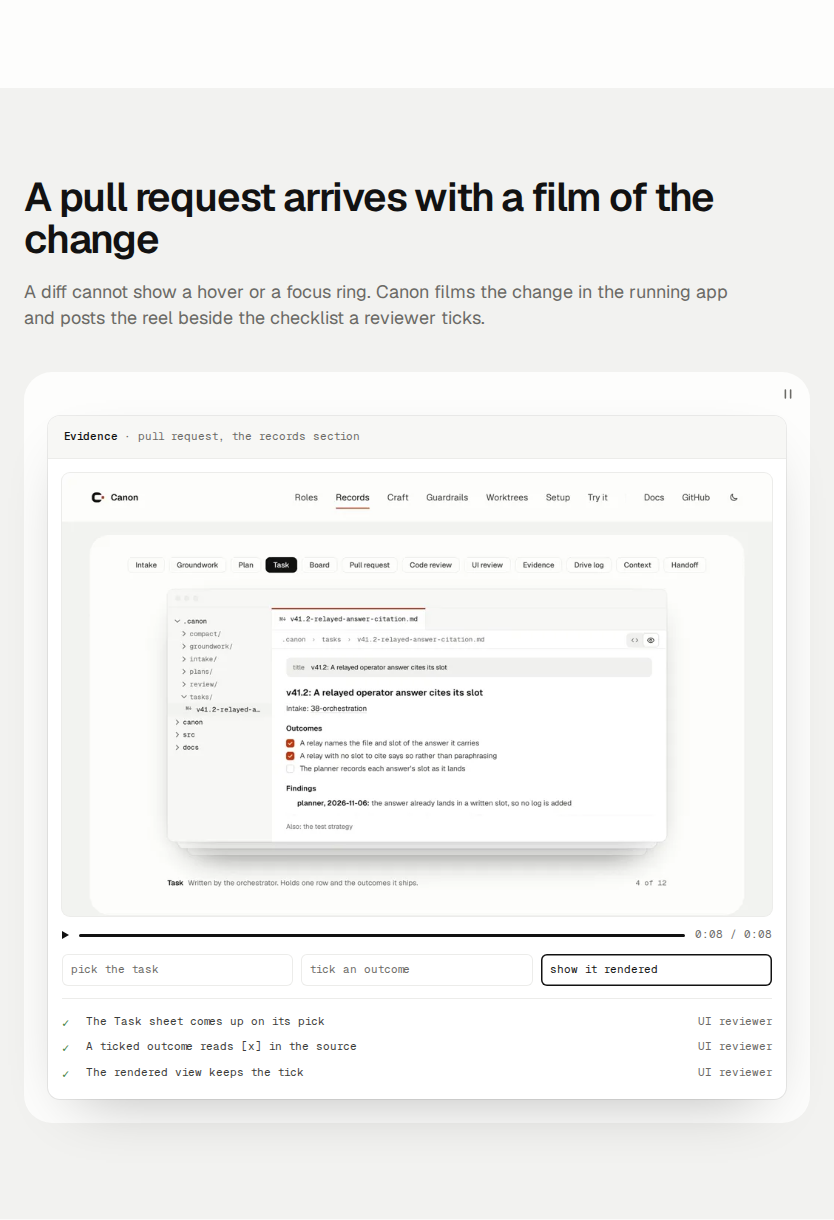 A pull request arrives with a film of the
change
A diff cannot show a hover or a focus ring. Canon films the change in the running app
and posts the reel beside the checklist a reviewer ticks.
Evidence · pull request, the records section
Canon Roles Records Craft Guardrails Worktrees Setup Try it Docs GitHub
Intake Groundwork Plan Task Board Pull request Code review UI review Evidence Drive log Context Handoff
.canon
compact/
groundwork/
intake/
plans/
review/
tasks/
v41.2-relayed-a…
canon
src
docs
M↓ v41.2-relayed-answer-citation.md
.canon › tasks › v41.2-relayed-answer-citation.md
title v41.2: A relayed operator answer cites its slot
v41.2: A relayed operator answer cites its slot
Intake: 38-orchestration
Outcomes
A relay names the file and slot of the answer it carries
A relay with no slot to cite says so rather than paraphrasing
The planner records each answer's slot as it lands
Findings
planner, 2026-11-06: the answer already lands in a written slot, so no log is added
Also: the test strategy
Task Written by the orchestrator. Holds one row and the outcomes it ships. 4 of 12
0:08 / 0:08
pick the task tick an outcome show it rendered
✓ The Task sheet comes up on its pick UI reviewer
✓ A ticked outcome reads [x] in the source UI reviewer
✓ The rendered view keeps the tick UI reviewer